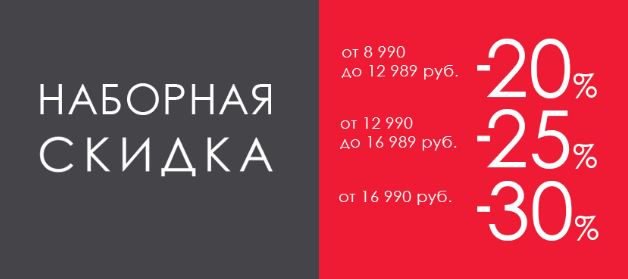 НАБОРНАЯ
СКИДКА
от 8 990
до 12 989 руб.
-20%
от 12 990
до 16 989 руб.
-25%
от 16 990 руб.
-30%